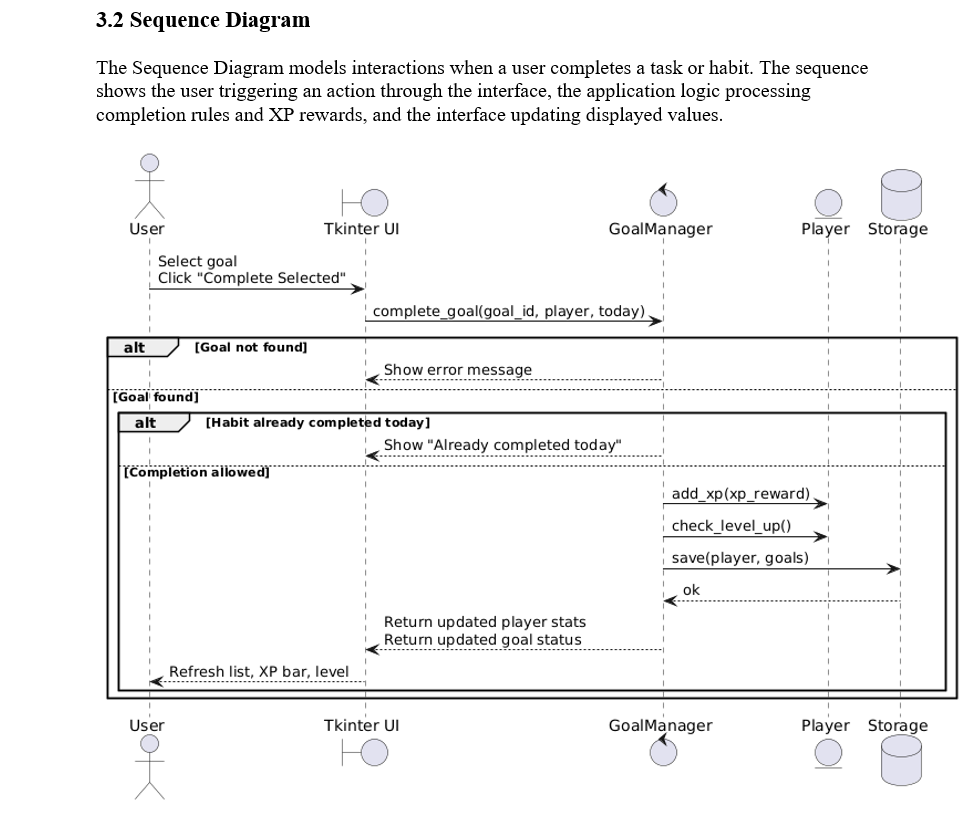 3.2 Sequence Diagram
The Sequence Diagram models interactions when a user completes a task or habit. The sequence
shows the user triggering an action through the interface, the application logic processing
completion rules and XP rewards, and the interface updating displayed values.
User
Tkinter UI
GoalManager
Player
Storage
Select goal
Click "Complete Selected"
complete_goal(goal_id, player, today)
alt
[Goal not found]
Show error message
[Goal found]
alt
[Habit already completed today]
Show "Already completed today"
[Completion allowed]
add_xp(xp_reward)
check_level_up()
save(player, goals)
ok
Return updated player stats
Return updated goal status
Refresh list, XP bar, level
User
Tkinter UI
GoalManager
Player
Storage